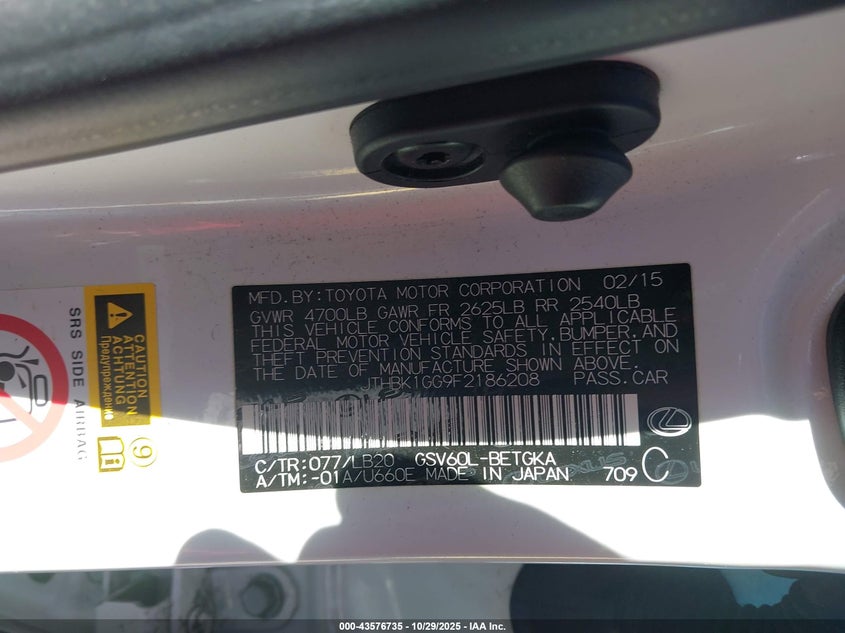 MFD.BY:TOYOTA MOTOR CORPORATION 02/15
GVWR 4700LB GAWR FR 2625LB RR 2540LB
THIS VEHICLE CONFORMS TO ALL APPLICABLE
FEDERAL MOTOR VEHICLE SAFETY,BUMPER,AND
THEFT PREVENTION STANDARDS IN EFFECT ON
THE DATE OF MANUFACTURE SHOWN ABOVE.
JTHBK1GG9F2186208 PASS.CAR
C/TR:077/LB20 GSV60L-BETGKA
A/TM:-01A/U660E MADE IN JAPAN 709 C
SRS SIDE AIRBAG
CAUTION
ATTENTION
ACHTUNG
Предупреждение
9
000-43576735 - 10/29/2025 - IAA Inc.